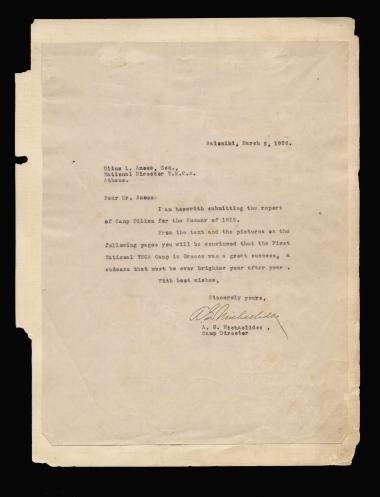 Saloniki, March 5, 19
Ulius L. Amoss, Esq.,
National Director Y.M.C.A.
Athens.
Dear Mr. Amoss:
I am herewith submitting the report
of Camp Pilion for the Summer of
From the text and the pictures on the
following pages you will be convinced that the First
National YMCA Camp in Greece was a great success, a
success that must be ever brighter year after year .
With best wishes,
Sincerely yours,
A. S. Michaelides
A. S. Michaelides ,
Camp Director